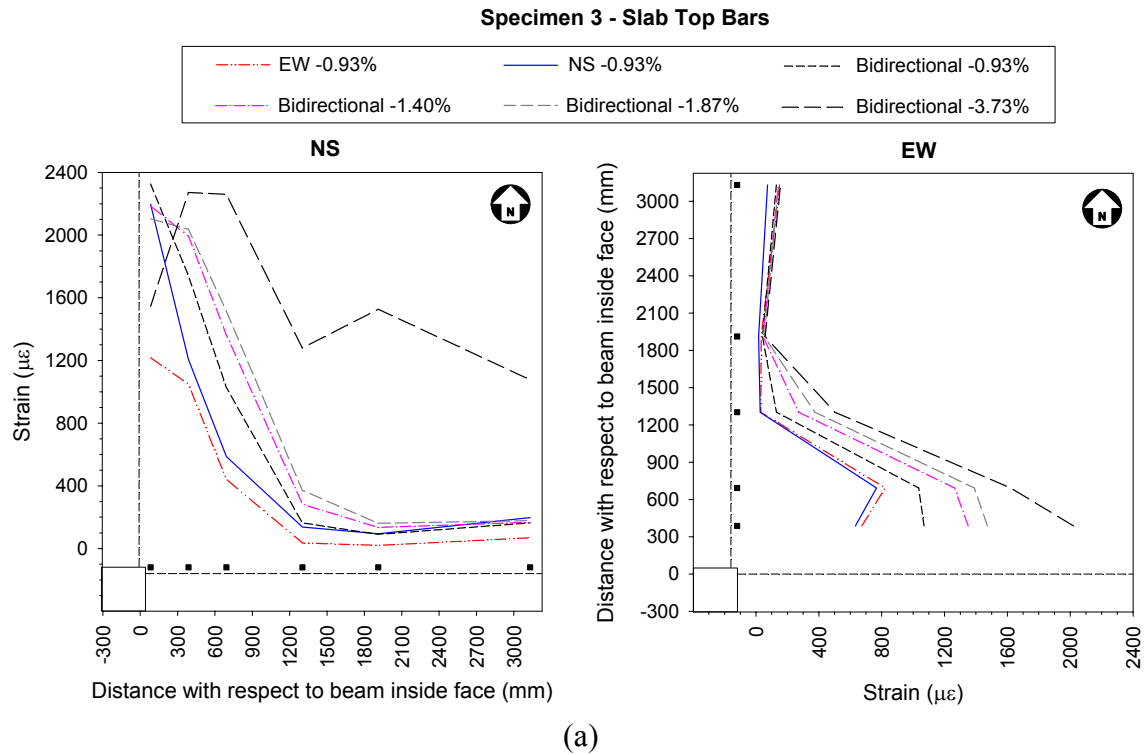 Specimen 3 - Slab Top Bars
EW -0.93% NS -0.93% Bidirectional -0.93%
Bidirectional -1.40% Bidirectional -1.87% Bidirectional -3.73%
NS
2400
2000
1600
1200
800
400
0
Strain (με)
N
-300 0 300 600 900 1200 1500 1800 2100 2400 2700 3000
Distance with respect to beam inside face (mm)
EW
3000
2700
2400
2100
1800
1500
1200
900
600
300
0
-300
Distance with respect to beam inside face (mm)
N
0 400 800 1200 1600 2000 2400
Strain (με)
(a)